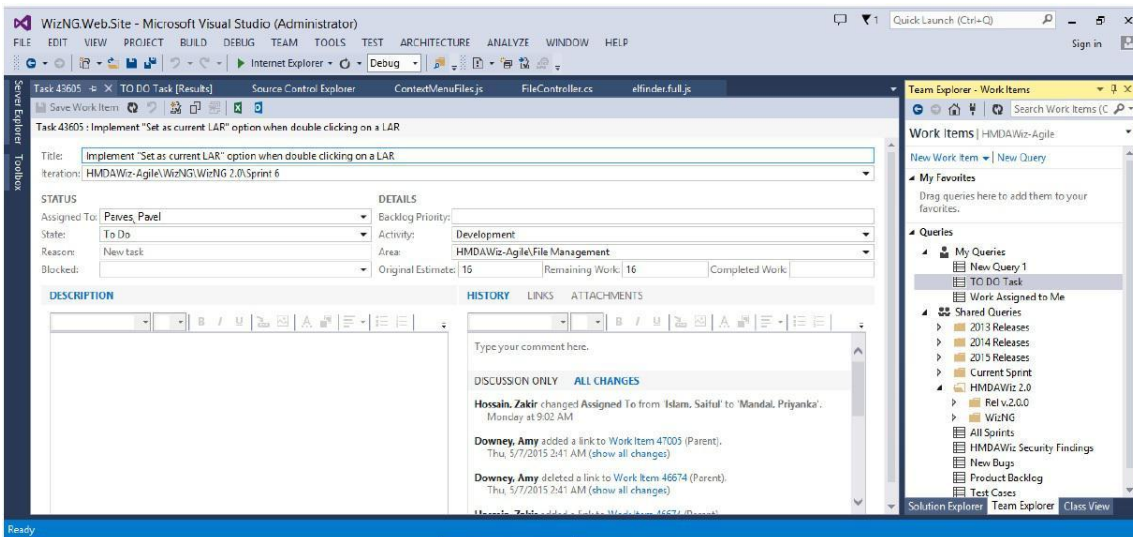 WizNG.Web.Site - Microsoft Visual Studio (Administrator)
1
Quick Launch (Ctrl+Q)
FILE EDIT VIEW PROJECT BUILD DEBUG TEAM TOOLS TEST ARCHITECTURE ANALYZE WINDOW HELP
Sign in
Internet Explorer
Debug
Server Explorer
Toolbox
Task 43605
TO DO Task [Results]
Source Control Explorer
ContextMenuFiles.js
FileController.cs
elfinder.full.js
Save Work Item
Task 43605 : Implement "Set as current LAR" option when double clicking on a LAR
Title: Implement "Set as current LAR" option when double clicking on a LAR
Iteration: HMDAWiz-Agile\WizNG\WizNG 2.0\Sprint 6
STATUS
Assigned To: Parves, Pavel
State: To Do
Reason: New task
Blocked:
DETAILS
Backlog Priority:
Activity: Development
Area: HMDAWiz-Agile\File Management
Original Estimate: 16 Remaining Work: 16 Completed Work:
DESCRIPTION
HISTORY LINKS ATTACHMENTS
Type your comment here.
DISCUSSION ONLY ALL CHANGES
Hossain, Zakir changed Assigned To from 'Islam, Saiful' to 'Mandal, Priyanka'.
Monday at 9:02 AM
Downey, Amy added a link to Work Item 47005 (Parent).
Thu, 5/7/2015 2:41 AM (show all changes)
Downey, Amy deleted a link to Work Item 46674 (Parent).
Thu, 5/7/2015 2:41 AM (show all changes)
Team Explorer - Work Items
Search Work Items (C
Work Items | HMDAWiz-Agile
New Work Item | New Query
My Favorites
Drag queries here to add them to your
favorites.
Queries
My Queries
New Query 1
TO DO Task
Work Assigned to Me
Shared Queries
2013 Releases
2014 Releases
2015 Releases
Current Sprint
HMDAWiz 2.0
Rel v.2.0.0
WizNG
All Sprints
HMDAWiz Security Findings
New Bugs
Product Backlog
Test Cases
Solution Explorer Team Explorer Class View
Ready